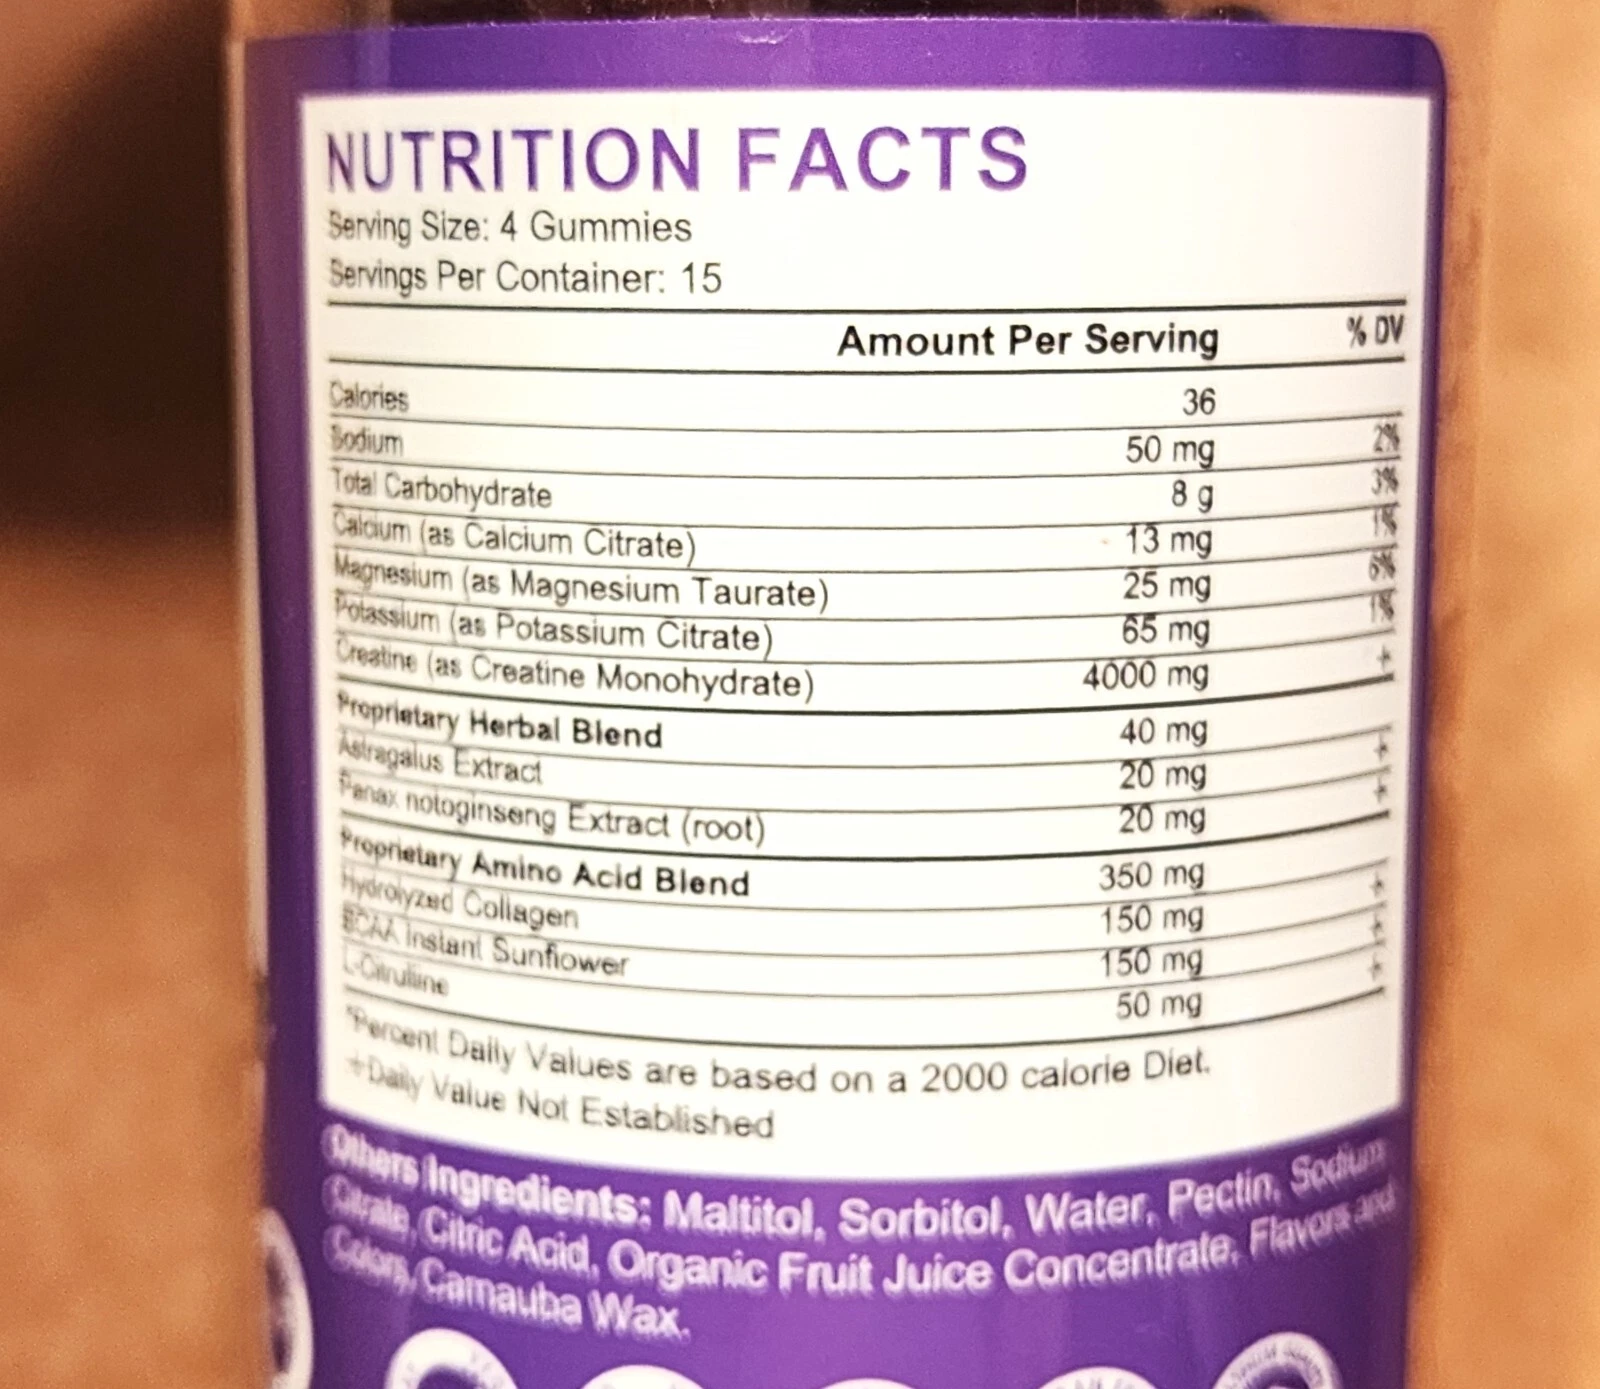 NUTRITION FACTS
Serving Size: 4 Gummies
Servings Per Container: 15
Amount Per Serving % DV
Calories 36
Sodium 50 mg 2%
Total Carbohydrate 8 g 3%
Calcium (as Calcium Citrate) 13 mg 1%
Magnesium (as Magnesium Taurate) 25 mg 6%
Potassium (as Potassium Citrate) 65 mg 1%
Creatine (as Creatine Monohydrate) 4000 mg +
Proprietary Herbal Blend 40 mg
Astragalus Extract 20 mg +
Panax notoginseng Extract (root) 20 mg +
Proprietary Amino Acid Blend 350 mg
Hydrolyzed Collagen 150 mg +
BCAA Instant Sunflower 150 mg +
L-Citrulline 50 mg +
*Percent Daily Values are based on a 2000 calorie Diet.
+Daily Value Not Established
Others Ingredients: Maltitol, Sorbitol, Water, Pectin, Sodium
Citrate, Citric Acid, Organic Fruit Juice Concentrate, Flavors and
Colors, Carnauba Wax.